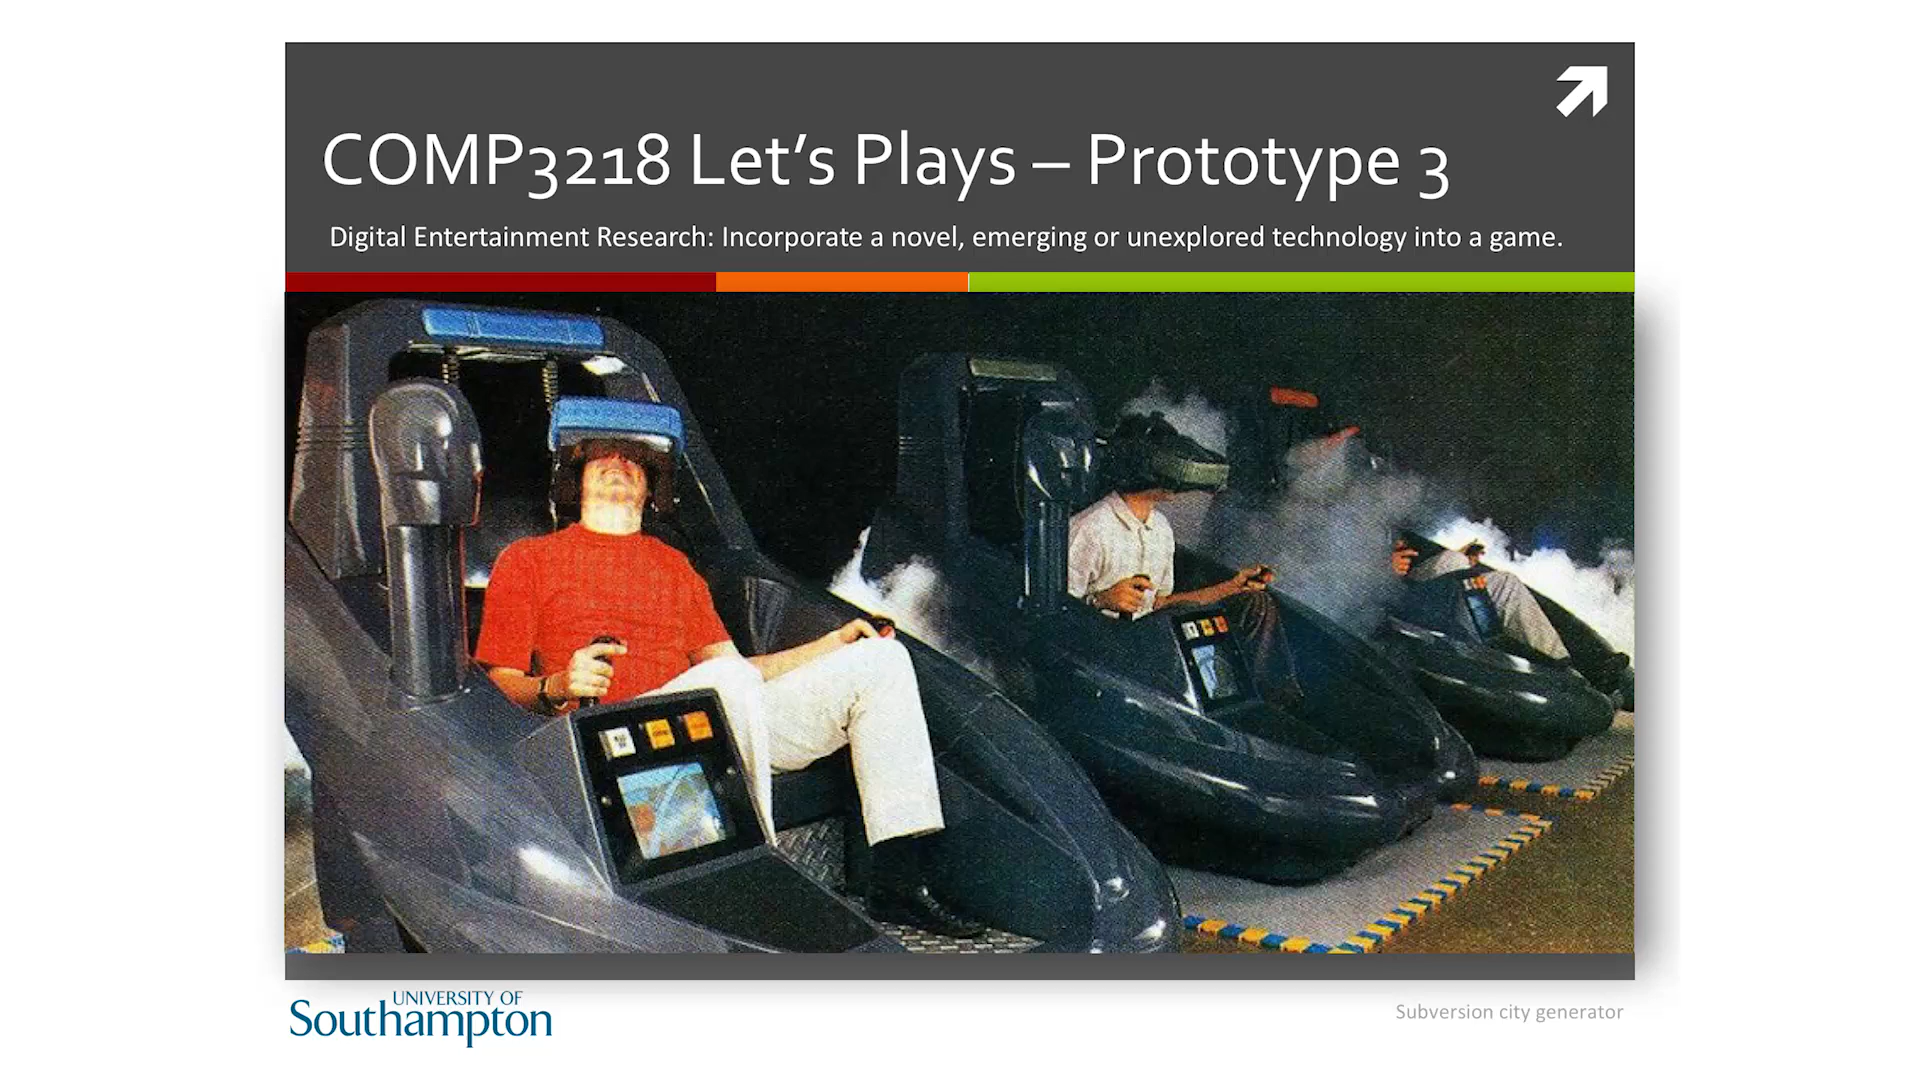 COMP3218 Let’s Plays – Prototype 3
Digital Entertainment Research: Incorporate a novel, emerging or unexplored technology into a game.
UNIVERSITY OF
Southampton
Subversion city generator